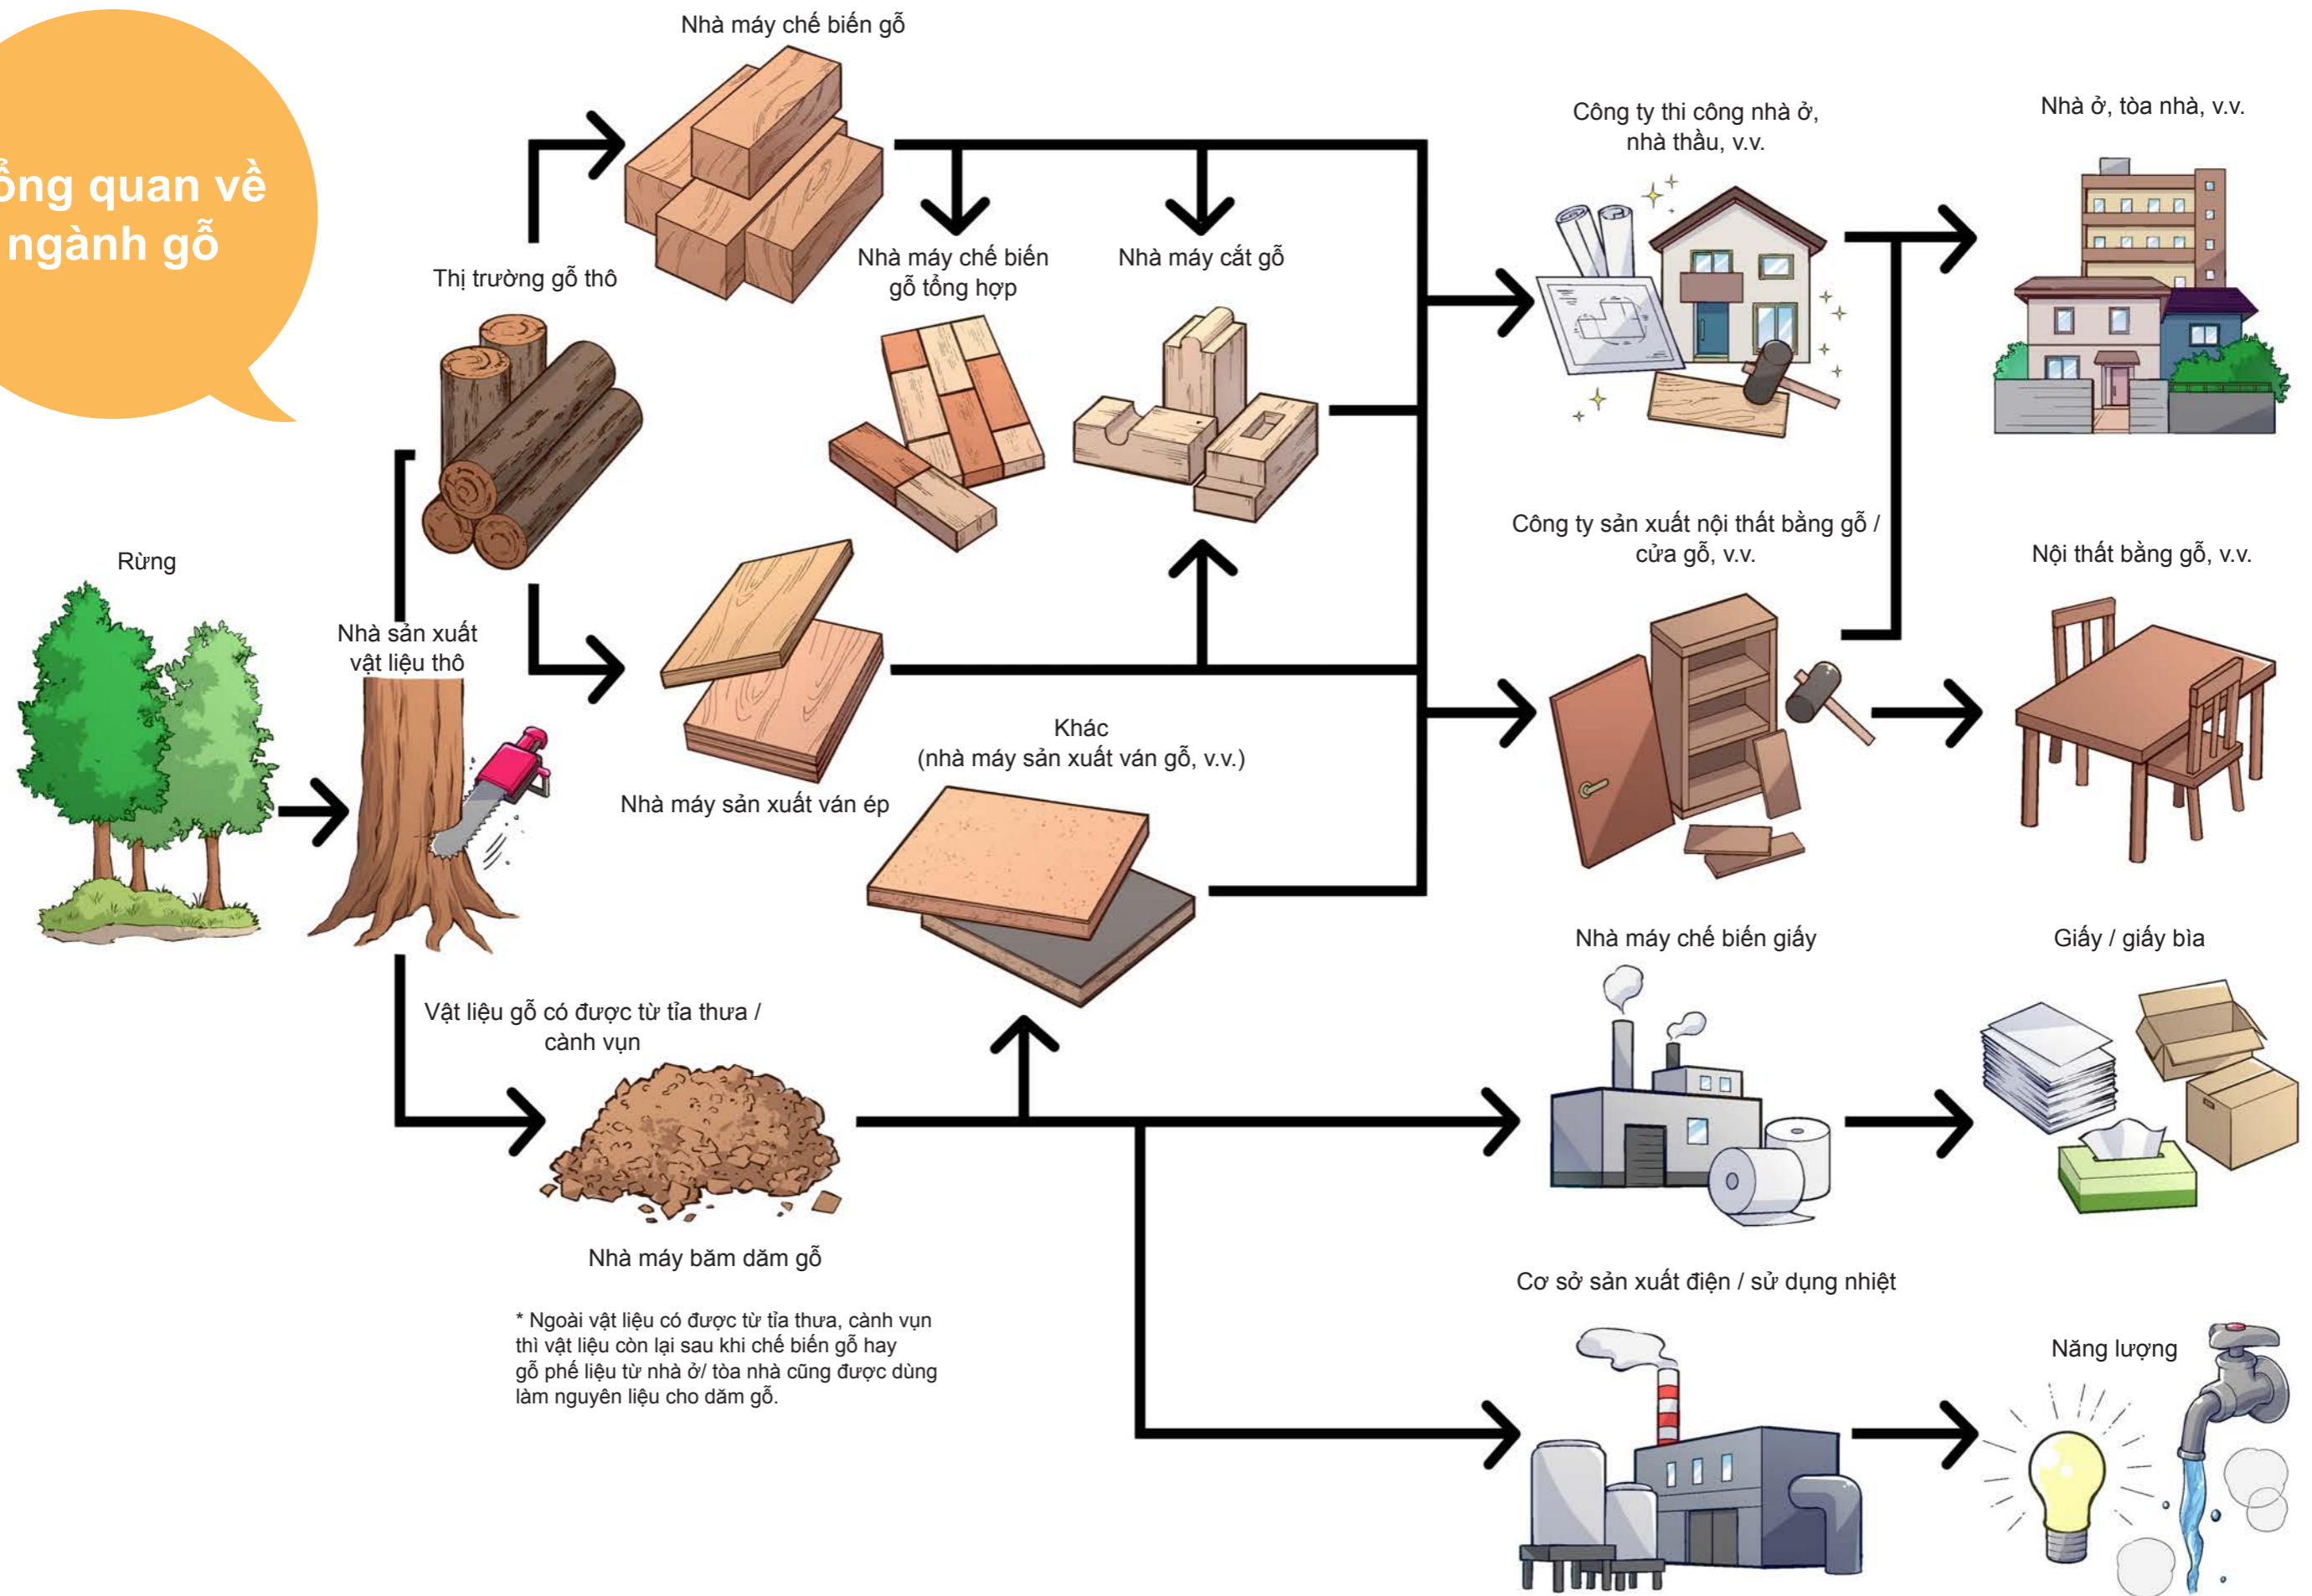 ổng quan về
ngành gỗ
Nhà máy chế biến gỗ
Công ty thi công nhà ở,
nhà thầu, v.v.
Nhà ở, tòa nhà, v.v.
Thị trường gỗ thô
Nhà máy chế biến
gỗ tổng hợp
Nhà máy cắt gỗ
Rừng
Nhà sản xuất
vật liệu thô
Công ty sản xuất nội thất bằng gỗ /
cửa gỗ, v.v.
Nội thất bằng gỗ, v.v.
Nhà máy sản xuất ván ép
Khác
(nhà máy sản xuất ván gỗ, v.v.)
Vật liệu gỗ có được từ tỉa thưa /
cành vụn
Nhà máy chế biến giấy
Giấy / giấy bìa
Nhà máy băm dăm gỗ
* Ngoài vật liệu có được từ tỉa thưa, cành vụn
thì vật liệu còn lại sau khi chế biến gỗ hay
gỗ phế liệu từ nhà ở/ tòa nhà cũng được dùng
làm nguyên liệu cho dăm gỗ.
Cơ sở sản xuất điện / sử dụng nhiệt
Năng lượng